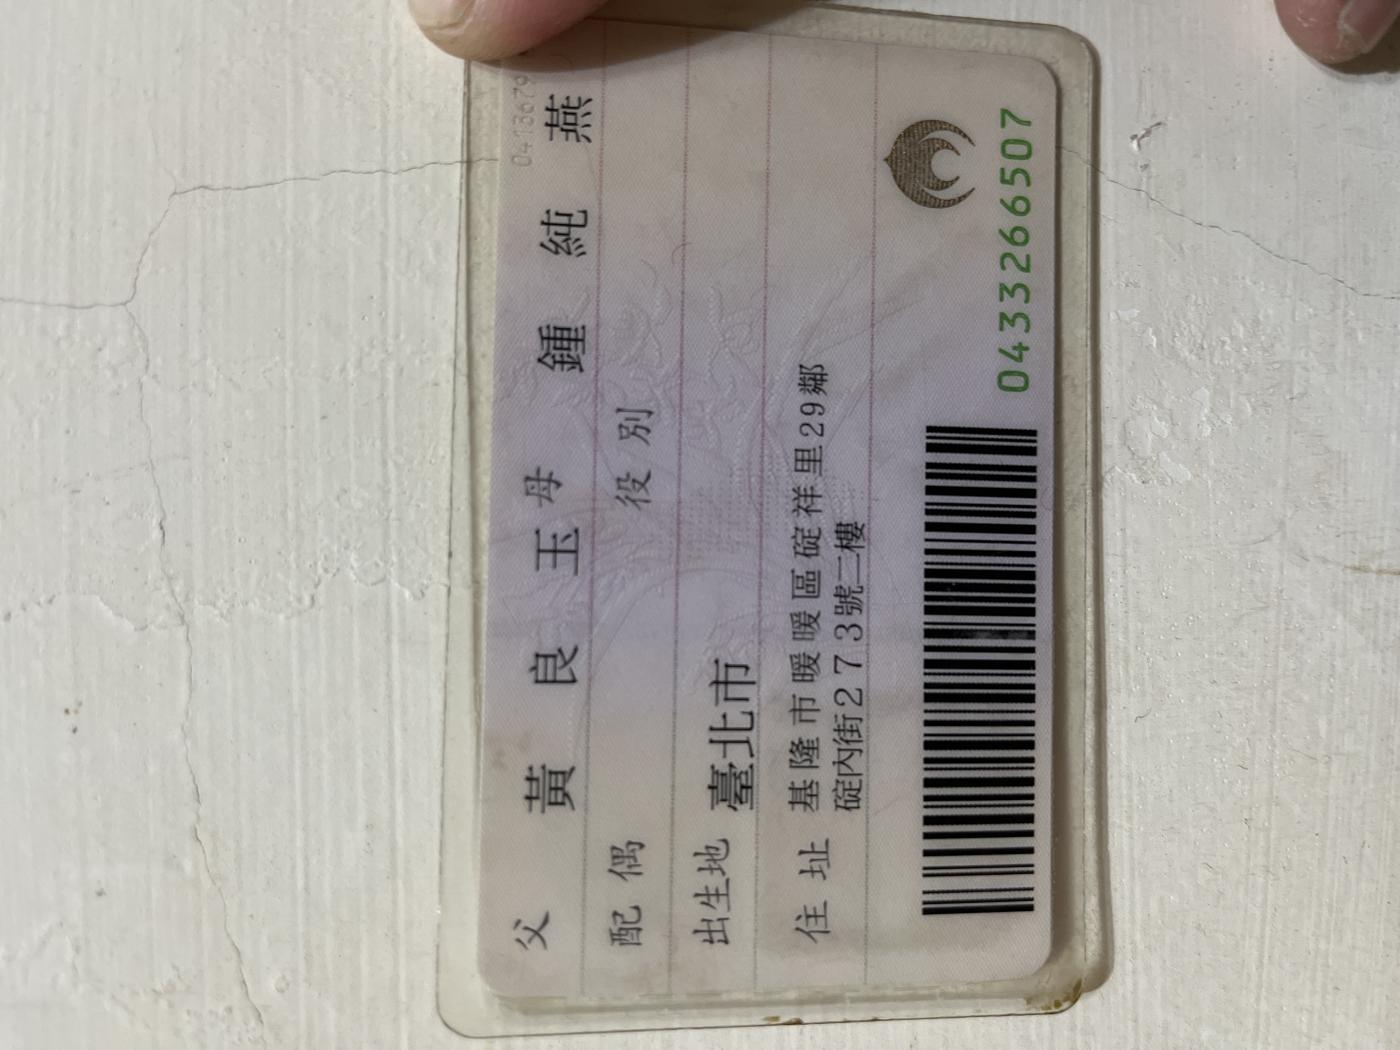 0413679
父 黃良玉 母 鍾純燕
配偶 役別
出生地 臺北市
住址 基隆市暖暖區碇祥里29鄰
碇內街273號二樓
0433266507